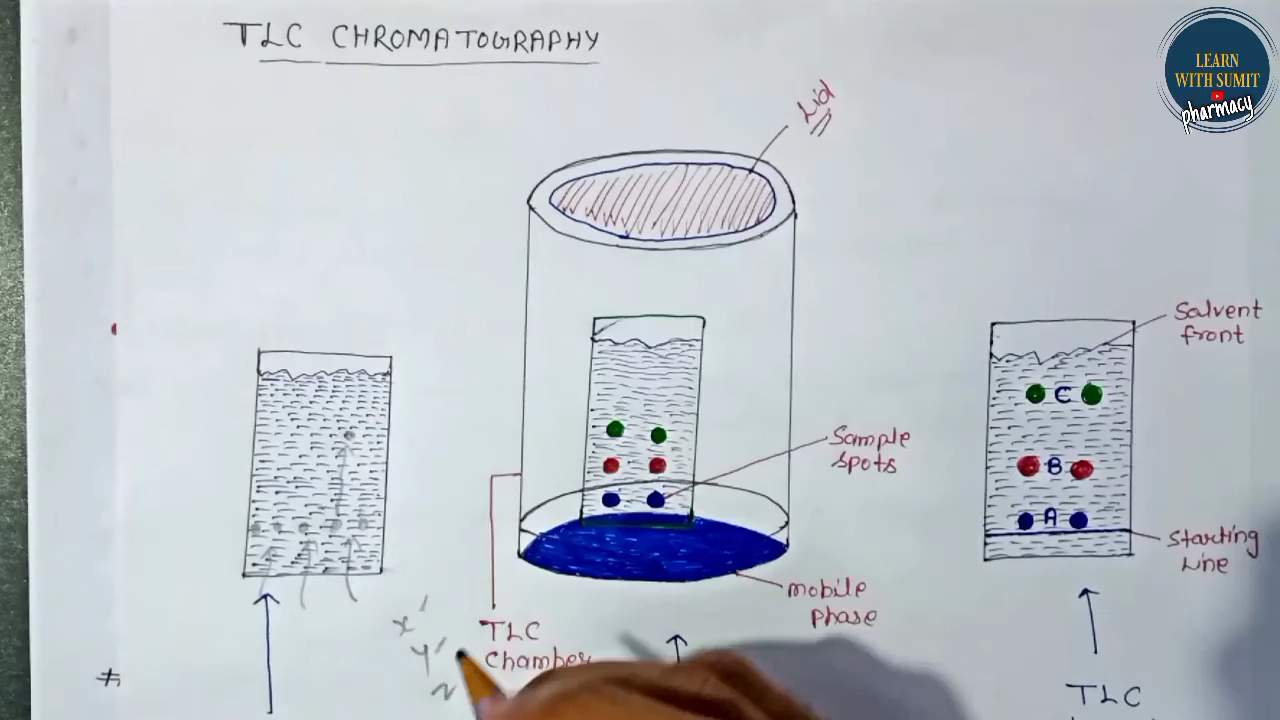 TLC CHROMATOGRAPHY
LEARN
WITH SUMIT
pharmacy
Lid
Salvent
front
C
Sample
spots
B
A
Starting
Line
mobile
phase
x'
y'
TLC
Chamber
#
TLC